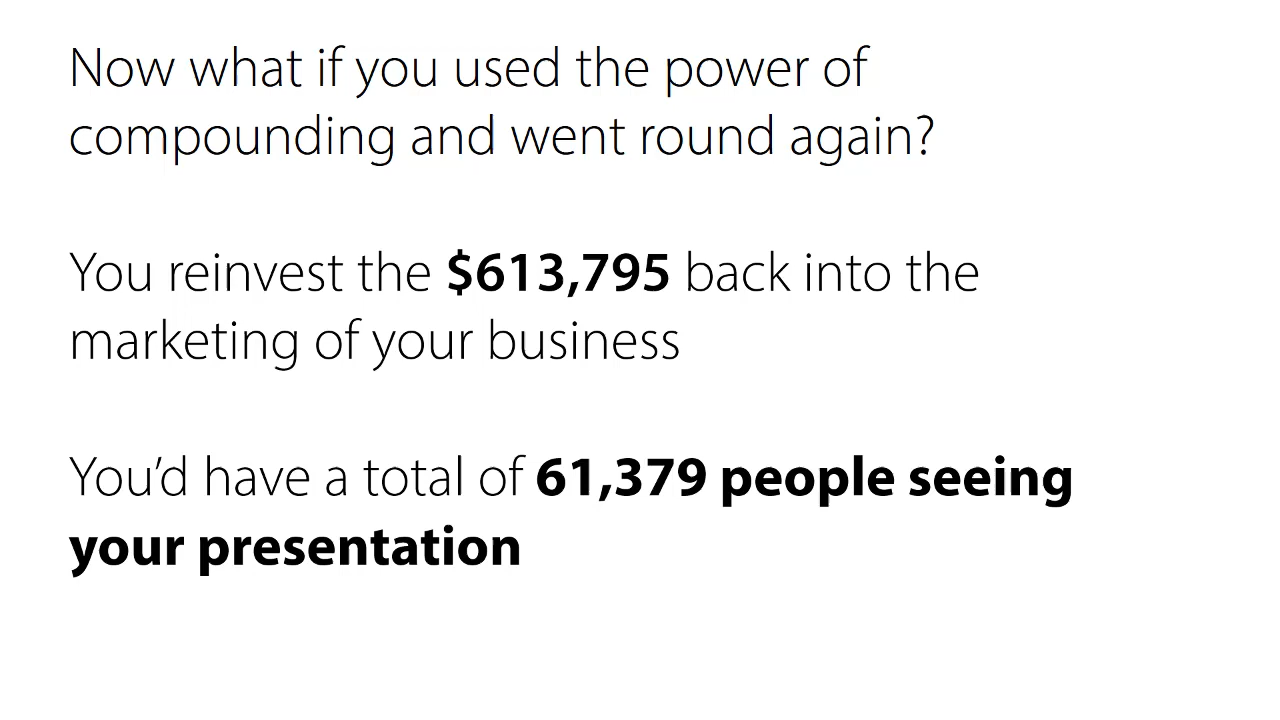 Now what if you used the power of
compounding and went round again?
You reinvest the $613,795 back into the
marketing of your business
You’d have a total of 61,379 people seeing
your presentation